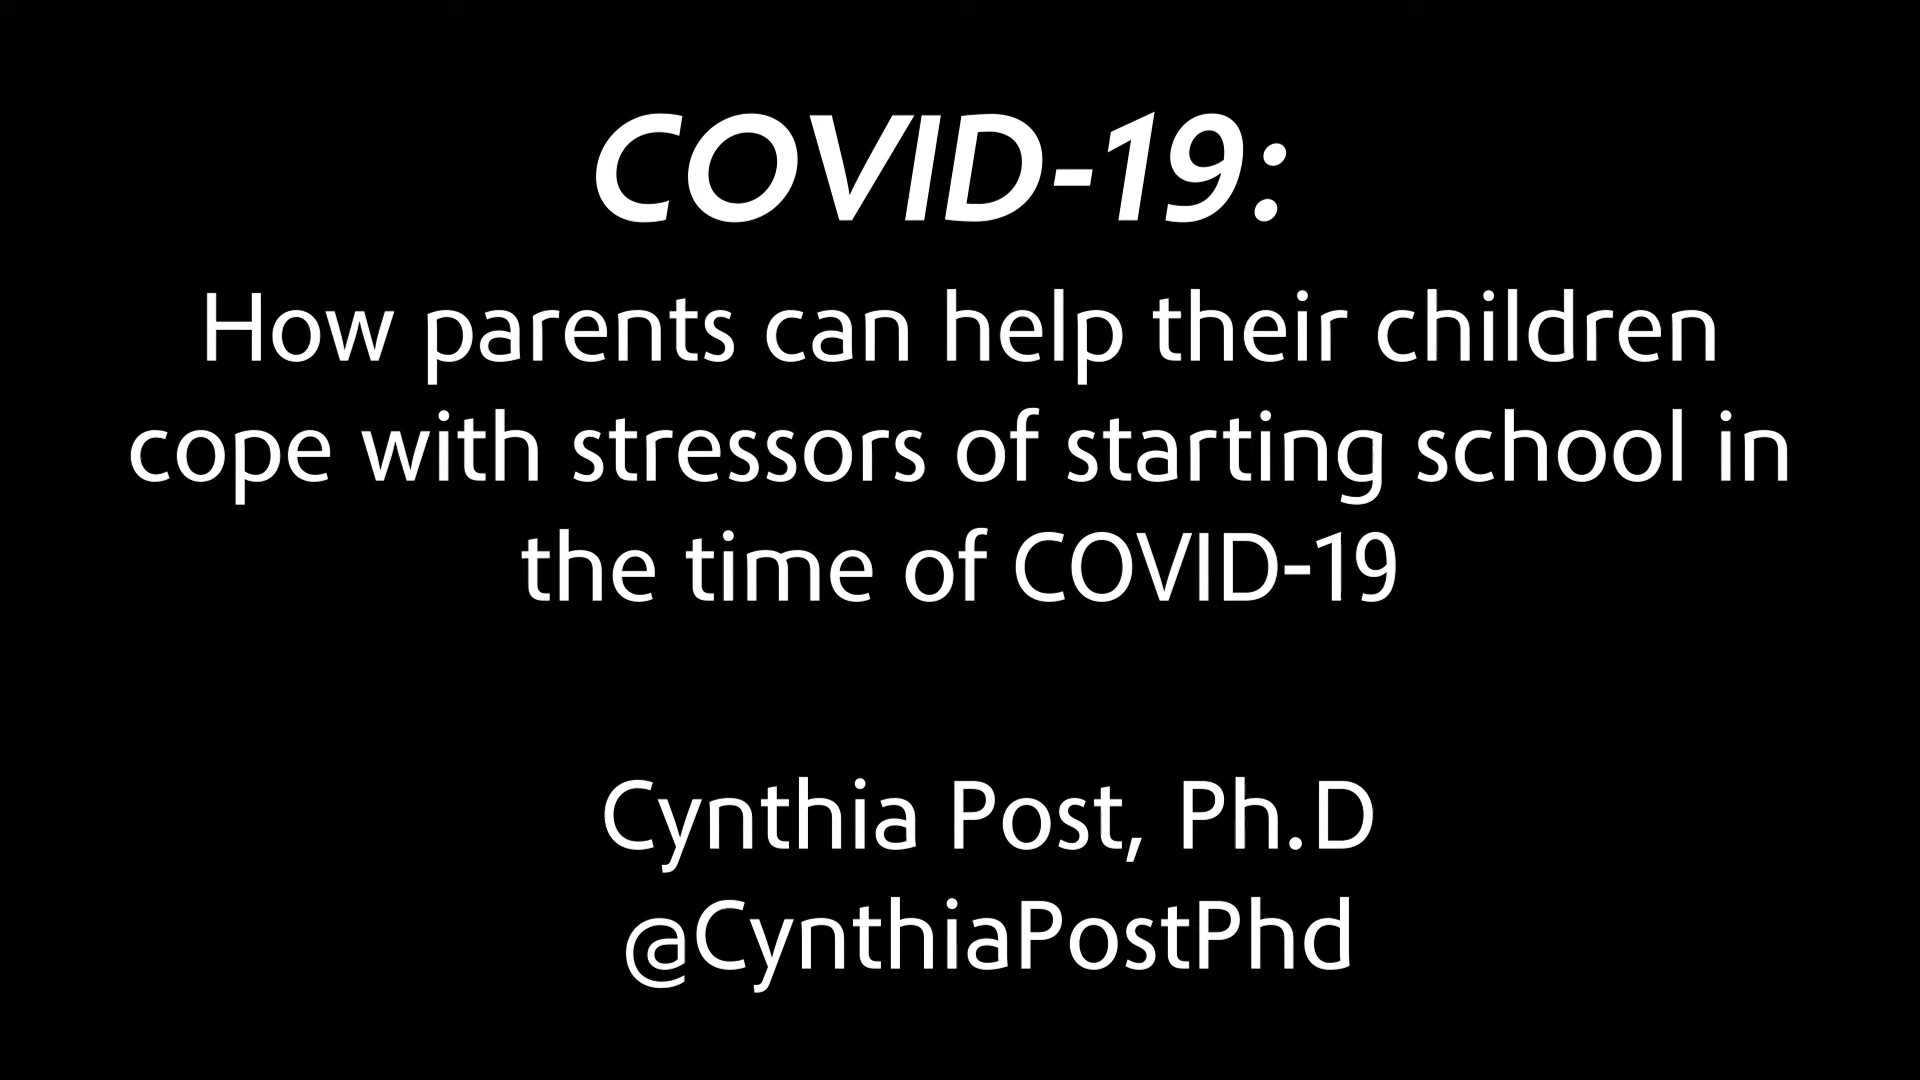 COVID-19:
How parents can help their children
cope with stressors of starting school in
the time of COVID-19
Cynthia Post, Ph.D
@CynthiaPostPhd